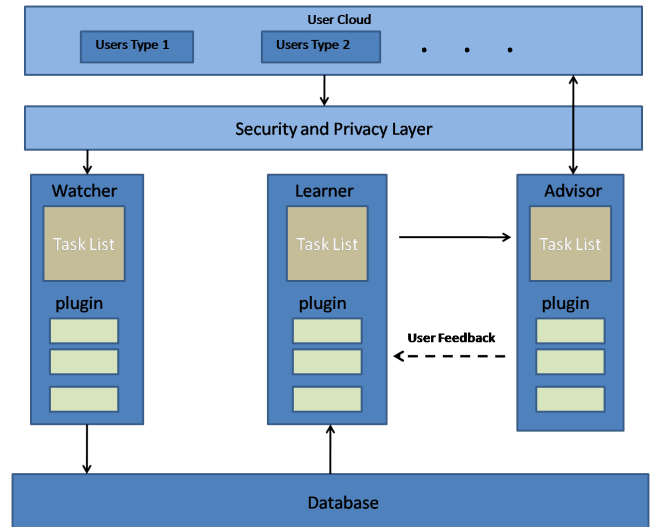 User Cloud
Users Type 1
Users Type 2
. . .
Security and Privacy Layer
Watcher
Learner
Advisor
Task List
Task List
Task List
plugin
plugin
plugin
User Feedback
Database